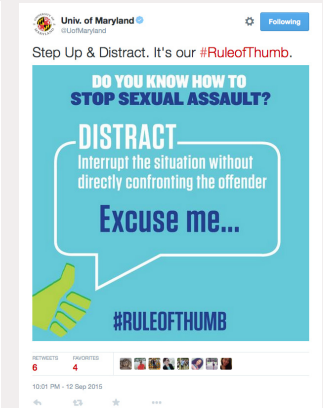 Univ. of Maryland
@UofMaryland
Following
Step Up & Distract. It's our #RuleofThumb.
DO YOU KNOW HOW TO
STOP SEXUAL ASSAULT?
DISTRACT
Interrupt the situation without
directly confronting the offender
Excuse me...
#RULEOFTHUMB
RETWEETS FAVORITES
6 4
10:01 PM - 12 Sep 2015